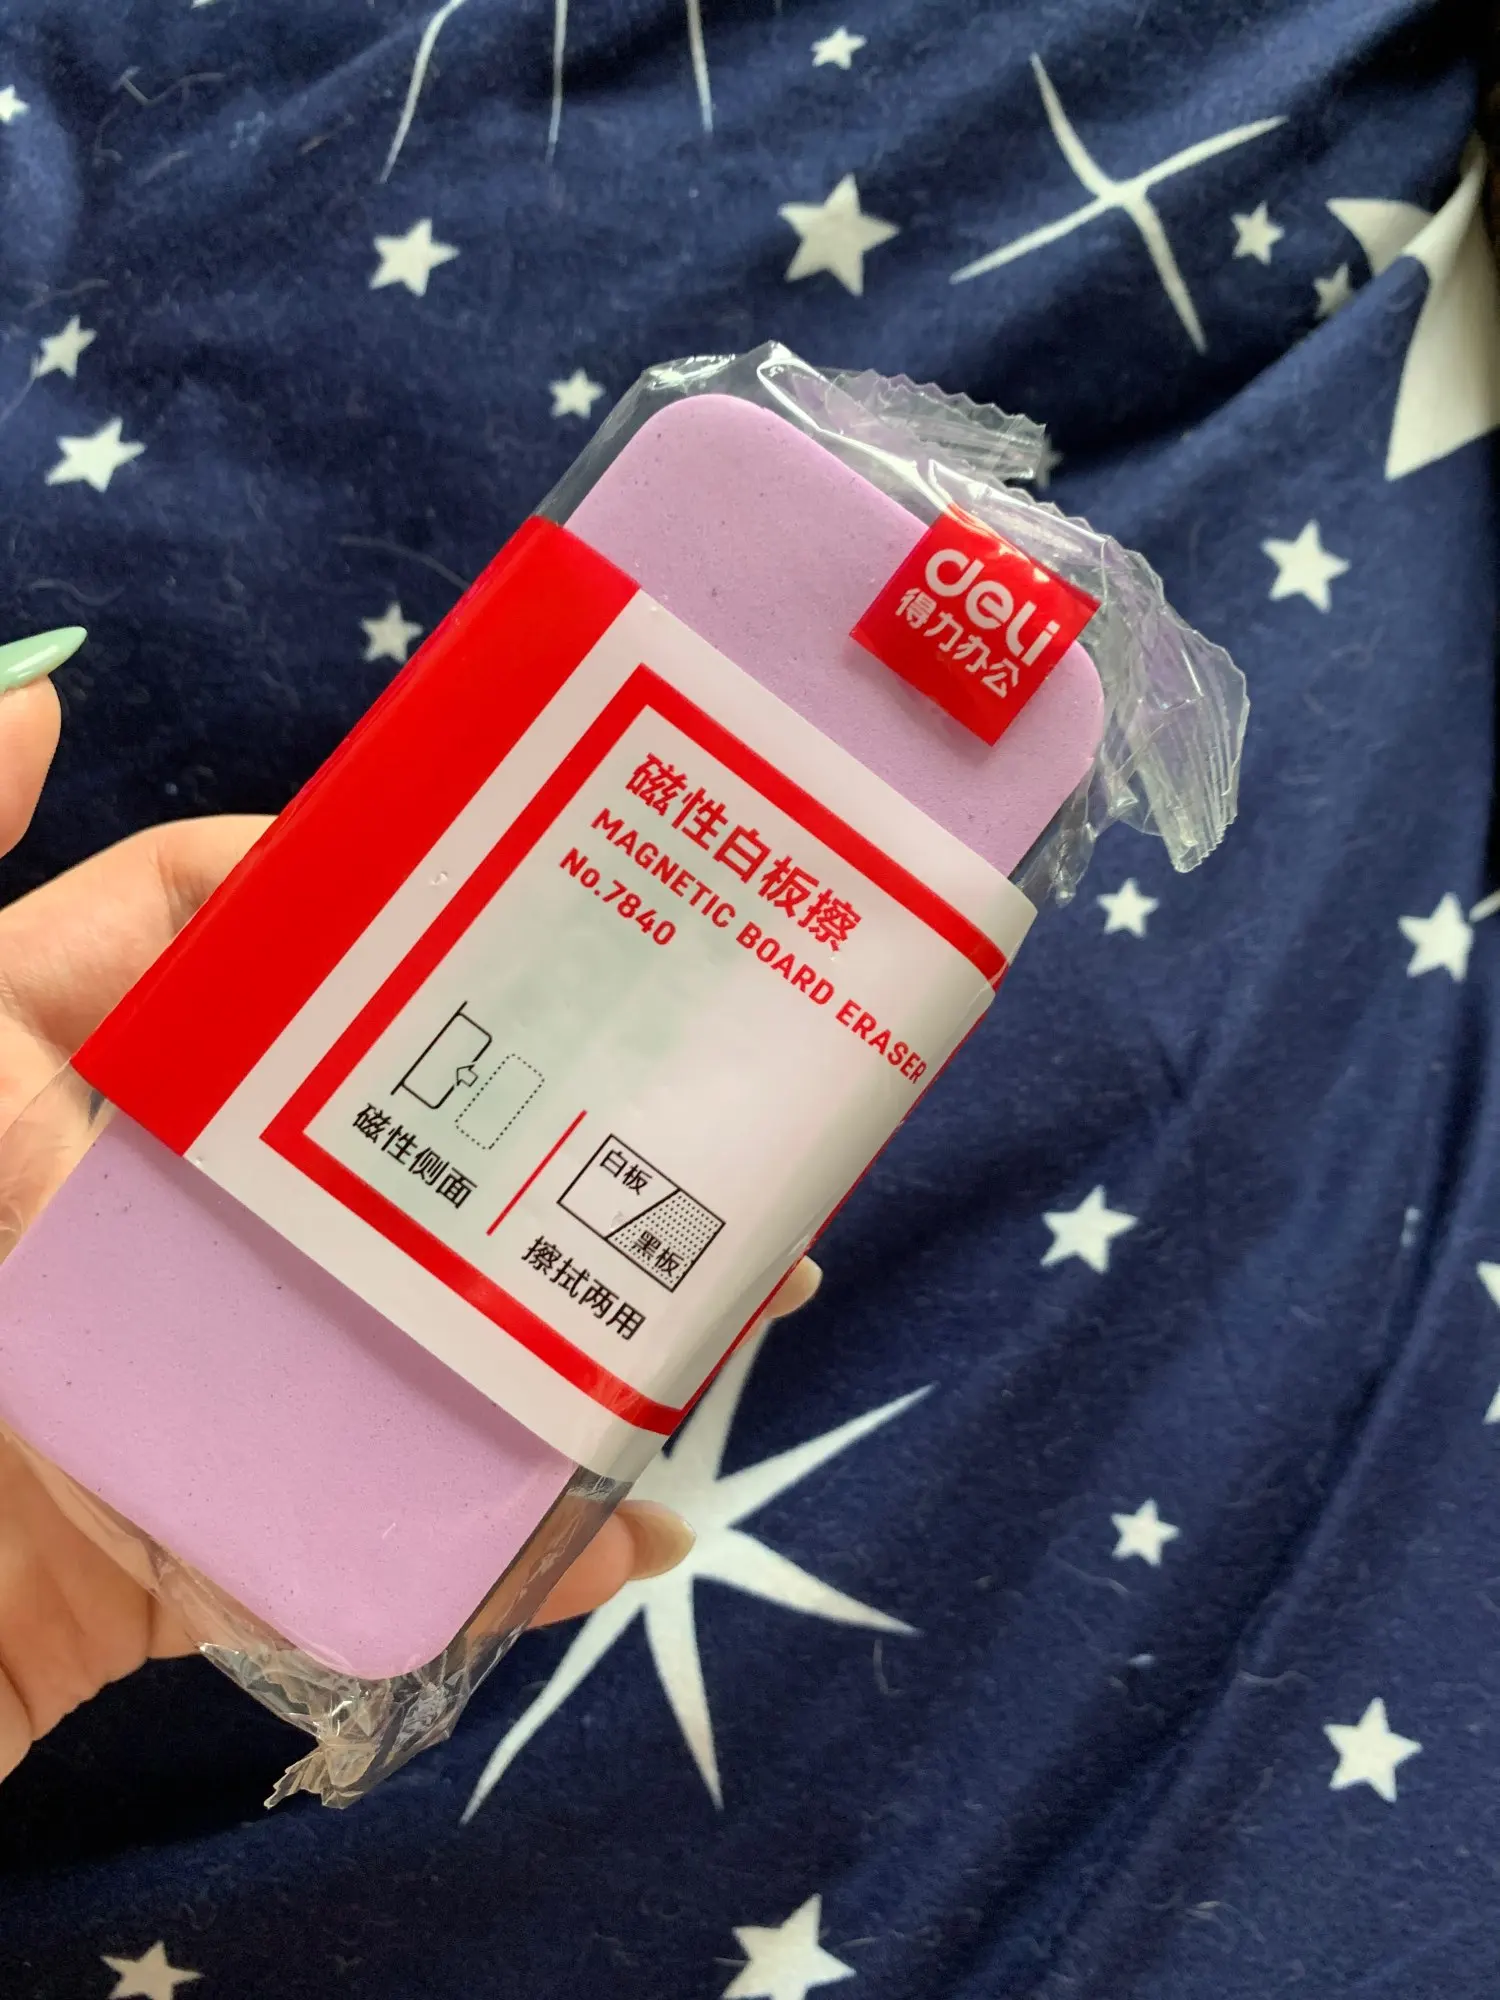 deli
得力办公
磁性白板擦
MAGNETIC BOARD ERASER
No.7840
磁性侧面
白板
黑板
擦拭两用